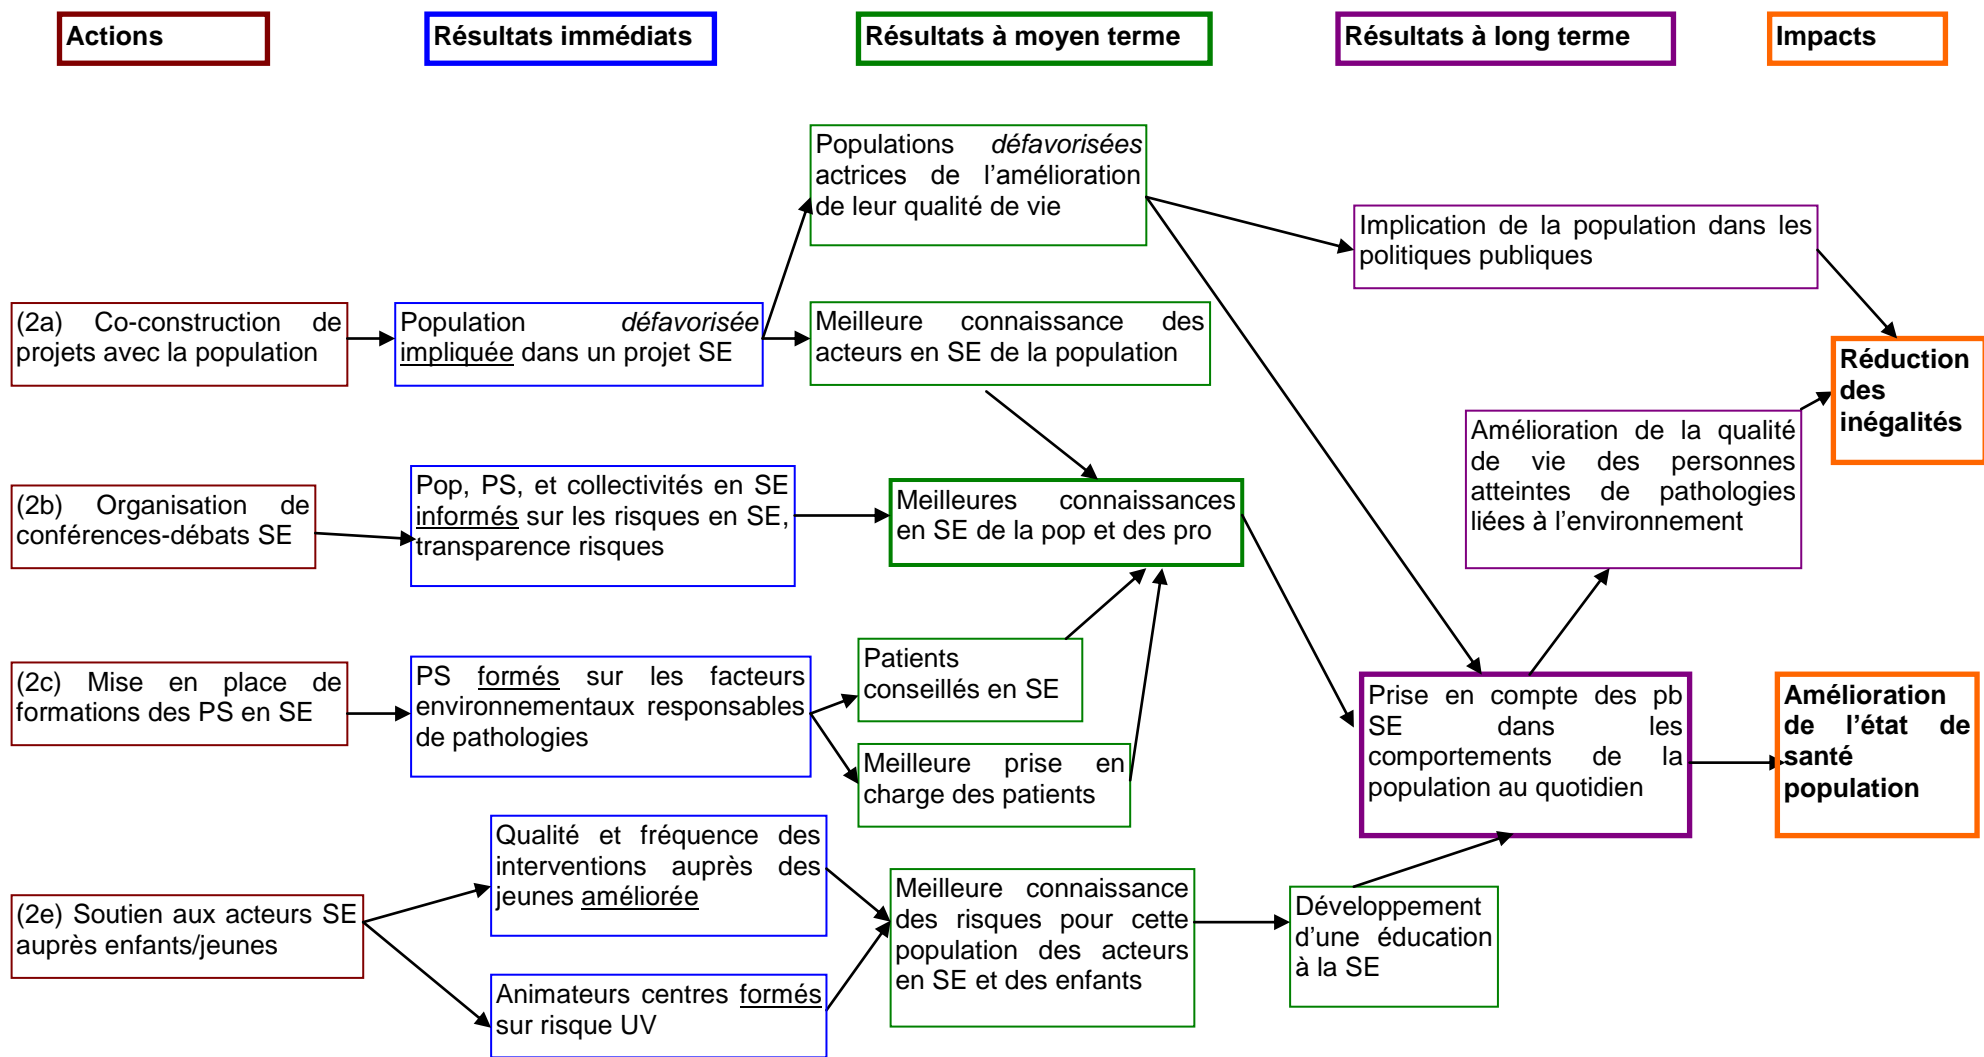 Actions
Résultats immédiats
Résultats à moyen terme
Résultats à long terme
Impacts
Populations défavorisées
actrices de l’amélioration
de leur qualité de vie
Implication de la population dans les
politiques publiques
(2a) Co-construction de
projets avec la population
Population défavorisée
impliquée dans un projet SE
Meilleure connaissance des
acteurs en SE de la population
Réduction
des
inégalités
Amélioration de la qualité
de vie des personnes
atteintes de pathologies
liées à l’environnement
(2b) Organisation de
conférences-débats SE
Pop, PS, et collectivités en SE
informés sur les risques en SE,
transparence risques
Meilleures connaissances
en SE de la pop et des pro
(2c) Mise en place de
formations des PS en SE
PS formés sur les facteurs
environnementaux responsables
de pathologies
Patients
conseillés en SE
Meilleure prise en
charge des patients
Prise en compte des pb
SE dans les
comportements de la
population au quotidien
Amélioration
de l'état de
santé
population
(2e) Soutien aux acteurs SE
auprès enfants/jeunes
Qualité et fréquence des
interventions auprès des
jeunes améliorée
Animateurs centres formés
sur risque UV
Meilleure connaissance
des risques pour cette
population des acteurs
en SE et des enfants
Développement
d’une éducation
à la SE